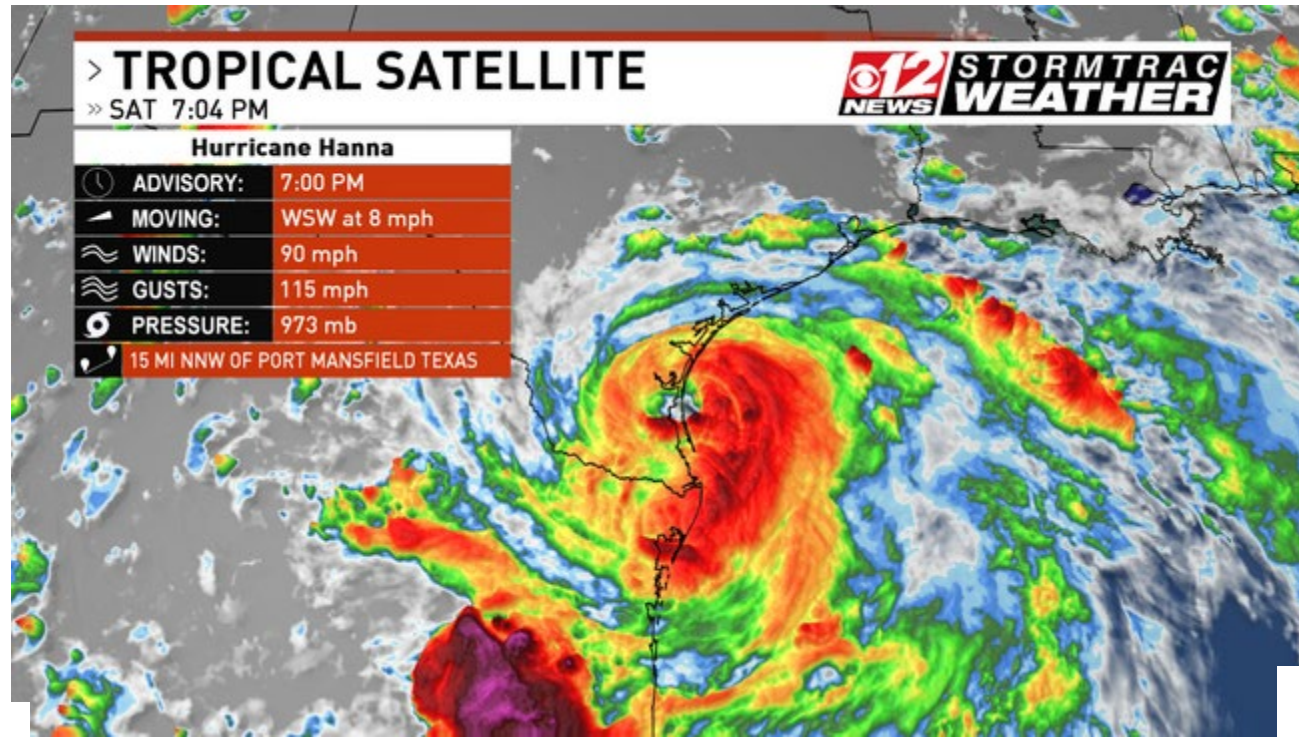 > TROPICAL SATELLITE
» SAT 7:04 PM
12 NEWS STORMTRAC WEATHER
Hurricane Hanna
ADVISORY: 7:00 PM
MOVING: WSW at 8 mph
WINDS: 90 mph
GUSTS: 115 mph
PRESSURE: 973 mb
15 MI NNW OF PORT MANSFIELD TEXAS